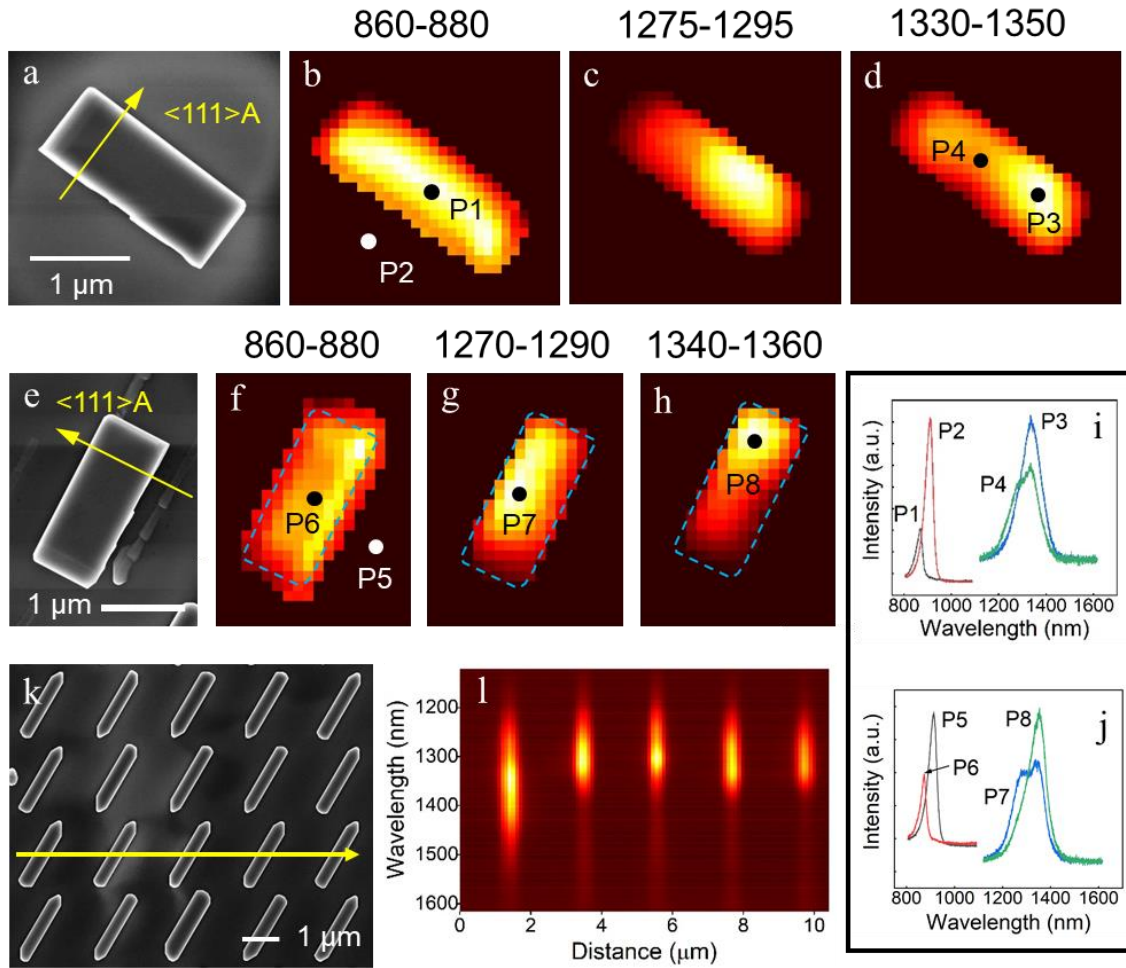 860-880
1275-1295
1330-1350
a
<111>A
1 µm
b
P1
P2
c
d
P4
P3
860-880
1270-1290
1340-1360
e
<111>A
1 µm
f
P6
P5
g
P7
h
P8
i
Intensity (a.u.)
P2
P3
P4
P1
800 1000 1200 1400 1600
Wavelength (nm)
j
Intensity (a.u.)
P5
P8
P6
P7
800 1000 1200 1400 1600
Wavelength (nm)
k
1 µm
l
Wavelength (nm)
1200
1300
1400
1500
1600
0 2 4 6 8 10
Distance (µm)